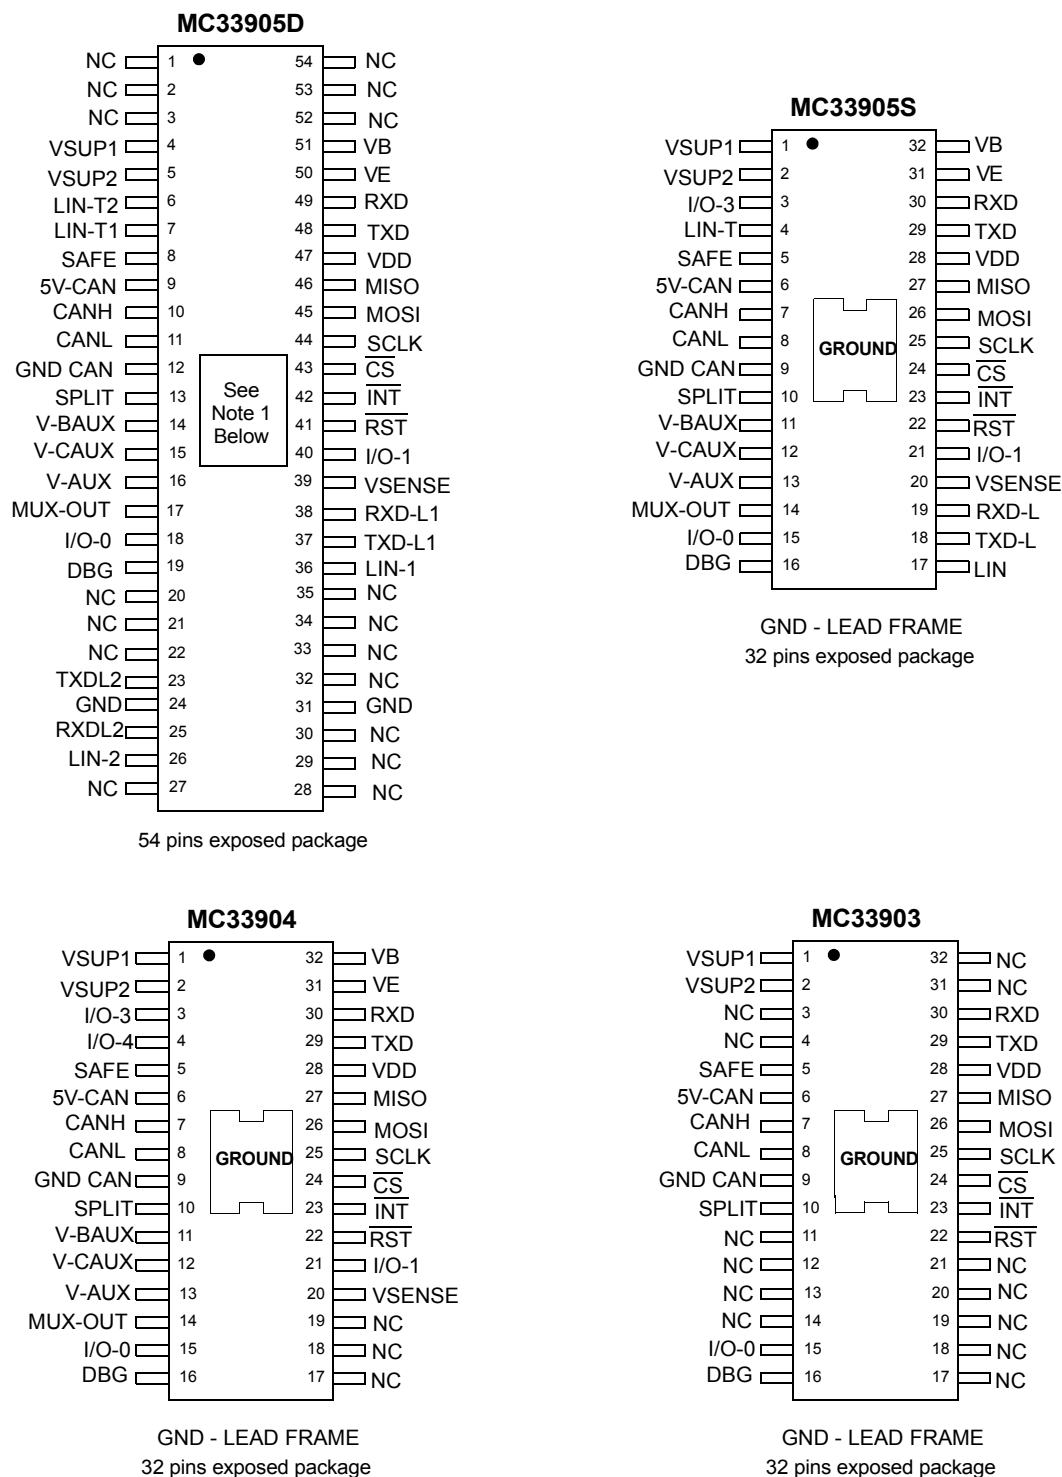 MC33905D
NC 1 54 NC
NC 2 53 NC
NC 3 52 NC
VSUP1 4 51 VB
VSUP2 5 50 VE
LIN-T2 6 49 RXD
LIN-T1 7 48 TXD
SAFE 8 47 VDD
5V-CAN 9 46 MISO
CANH 10 45 MOSI
CANL 11 44 SCLK
GND CAN 12 43 CS
SPLIT 13 42 INT
V-BAUX 14 41 RST
V-CAUX 15 40 I/O-1
V-AUX 16 39 VSENSE
MUX-OUT 17 38 RXD-L1
I/O-0 18 37 TXD-L1
DBG 19 36 LIN-1
NC 20 35 NC
NC 21 34 NC
NC 22 33 NC
TXDL2 23 32 NC
GND 24 31 GND
RXDL2 25 30 NC
LIN-2 26 29 NC
NC 27 28 NC
See
Note 1
Below
54 pins exposed package
MC33905S
VSUP1 1 32 VB
VSUP2 2 31 VE
I/O-3 3 30 RXD
LIN-T 4 29 TXD
SAFE 5 28 VDD
5V-CAN 6 27 MISO
CANH 7 26 MOSI
CANL 8 25 SCLK
GND CAN 9 24 CS
SPLIT 10 23 INT
V-BAUX 11 22 RST
V-CAUX 12 21 I/O-1
V-AUX 13 20 VSENSE
MUX-OUT 14 19 RXD-L
I/O-0 15 18 TXD-L
DBG 16 17 LIN
GROUND
GND - LEAD FRAME
32 pins exposed package
MC33904
VSUP1 1 32 VB
VSUP2 2 31 VE
I/O-3 3 30 RXD
I/O-4 4 29 TXD
SAFE 5 28 VDD
5V-CAN 6 27 MISO
CANH 7 26 MOSI
CANL 8 25 SCLK
GND CAN 9 24 CS
SPLIT 10 23 INT
V-BAUX 11 22 RST
V-CAUX 12 21 I/O-1
V-AUX 13 20 VSENSE
MUX-OUT 14 19 NC
I/O-0 15 18 NC
DBG 16 17 NC
GROUND
GND - LEAD FRAME
32 pins exposed package
MC33903
VSUP1 1 32 NC
VSUP2 2 31 NC
NC 3 30 RXD
NC 4 29 TXD
SAFE 5 28 VDD
5V-CAN 6 27 MISO
CANH 7 26 MOSI
CANL 8 25 SCLK
GND CAN 9 24 CS
SPLIT 10 23 INT
NC 11 22 RST
NC 12 21 NC
NC 13 20 NC
NC 14 19 NC
I/O-0 15 18 NC
DBG 16 17 NC
GROUND
GND - LEAD FRAME
32 pins exposed package